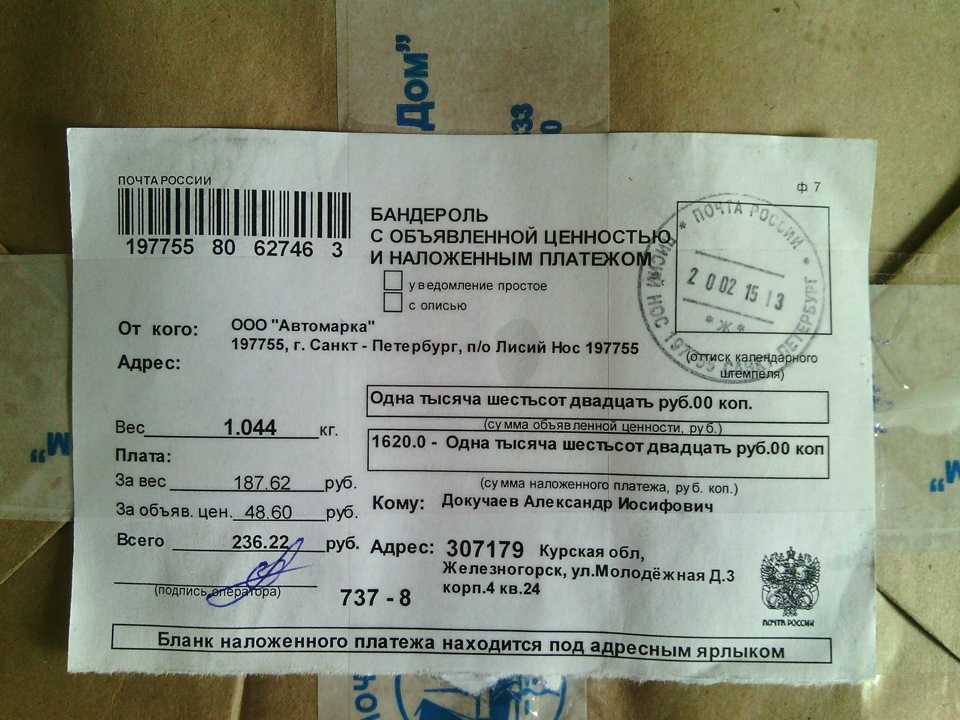 Дом”
ПОЧТА РОССИИ
ф 7
197755 80 62746 3
БАНДЕРОЛЬ
С ОБЪЯВЛЕННОЙ ЦЕННОСТЬЮ
И НАЛОЖЕННЫМ ПЛАТЕЖОМ
уведомление простое
с описью
ПОЧТА РОССИИ
20 02 15 13
* Ж *
197755 САНКТ-ПЕТЕРБУРГ
(оттиск календарного
штемпеля)
От кого: ООО "Автомарка"
197755, г. Санкт - Петербург, п/о Лисий Нос 197755
Адрес:
Одна тысяча шестьсот двадцать руб.00 коп.
(сумма объявленной ценности, руб.)
1620.0 - Одна тысяча шестьсот двадцать руб.00 коп
(сумма наложенного платежа, руб. коп.)
Вес 1.044 кг.
Плата:
За вес 187.62 руб.
За объяв. цен. 48.60 руб.
Всего 236.22 руб.
(подпись оператора)
Кому: Докучаев Александр Иосифович
Адрес: 307179 Курская обл,
Железногорск, ул.Молодёжная Д.3
корп.4 кв.24
737 - 8
ПОЧТА РОССИИ
Бланк наложенного платежа находится под адресным ярлыком